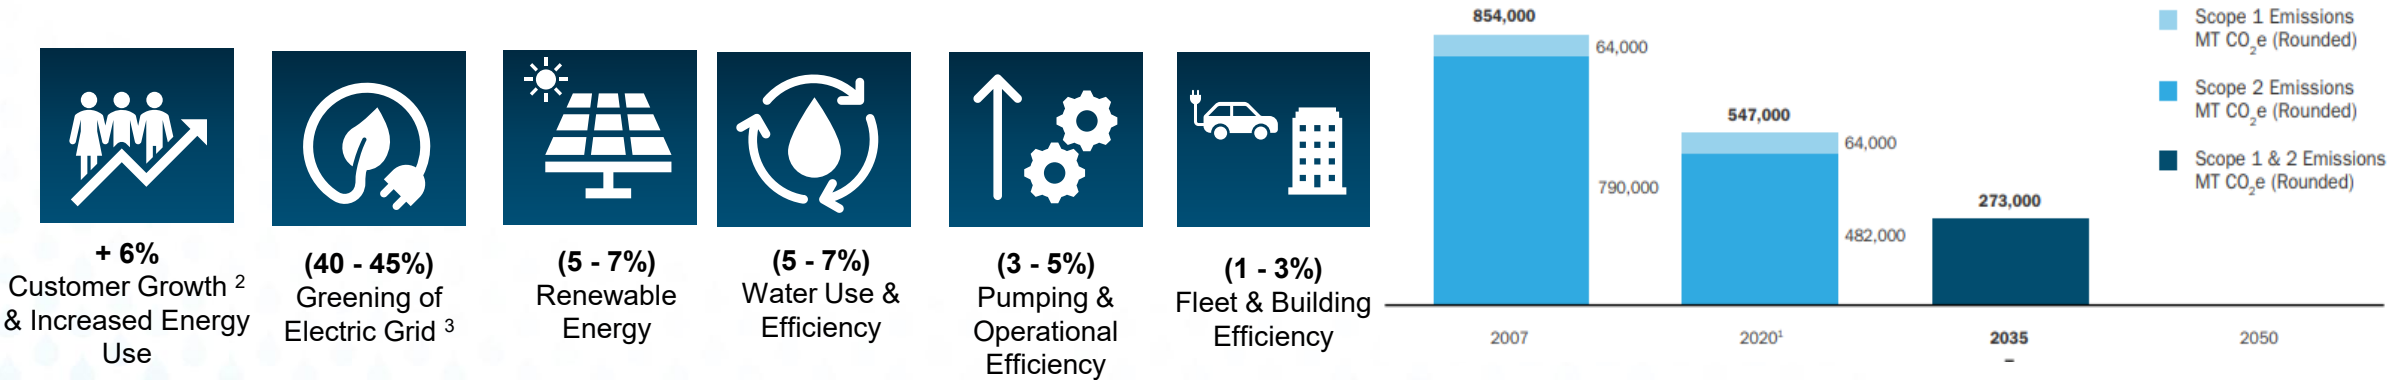 + 6%
Customer Growth ²
& Increased Energy
Use
(40 - 45%)
Greening of
Electric Grid ³
(5 - 7%)
Renewable
Energy
(5 - 7%)
Water Use &
Efficiency
(3 - 5%)
Pumping &
Operational
Efficiency
(1 - 3%)
Fleet & Building
Efficiency
854,000
64,000
790,000
547,000
64,000
482,000
273,000
2007
2020¹
2035
–
2050
Scope 1 Emissions
MT CO₂e (Rounded)
Scope 2 Emissions
MT CO₂e (Rounded)
Scope 1 & 2 Emissions
MT CO₂e (Rounded)